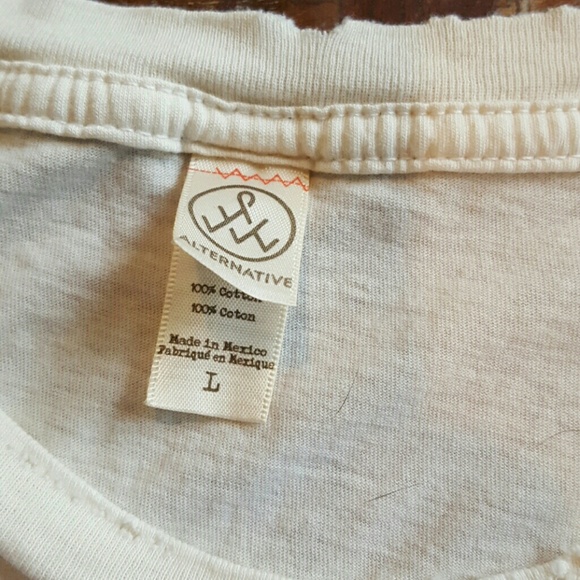 ALTERNATIVE
100% Cotton
100% Coton
Made in Mexico
Fabriqué en Mexique
L